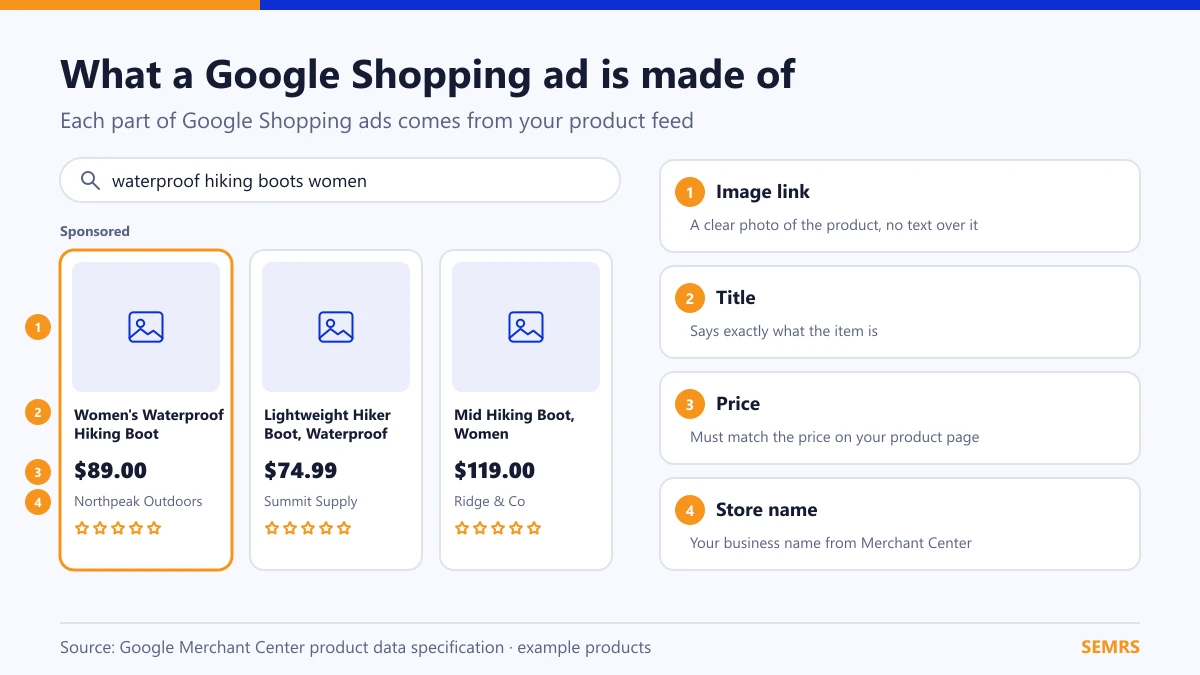 What a Google Shopping ad is made of
Each part of Google Shopping ads comes from your product feed
waterproof hiking boots women
Sponsored
1
2
3
4
Women's Waterproof
Hiking Boot
$89.00
Northpeak Outdoors
Lightweight Hiker
Boot, Waterproof
$74.99
Summit Supply
Mid Hiking Boot,
Women
$119.00
Ridge & Co
1 Image link
A clear photo of the product, no text over it
2 Title
Says exactly what the item is
3 Price
Must match the price on your product page
4 Store name
Your business name from Merchant Center
Source: Google Merchant Center product data specification · example products
SEMRS